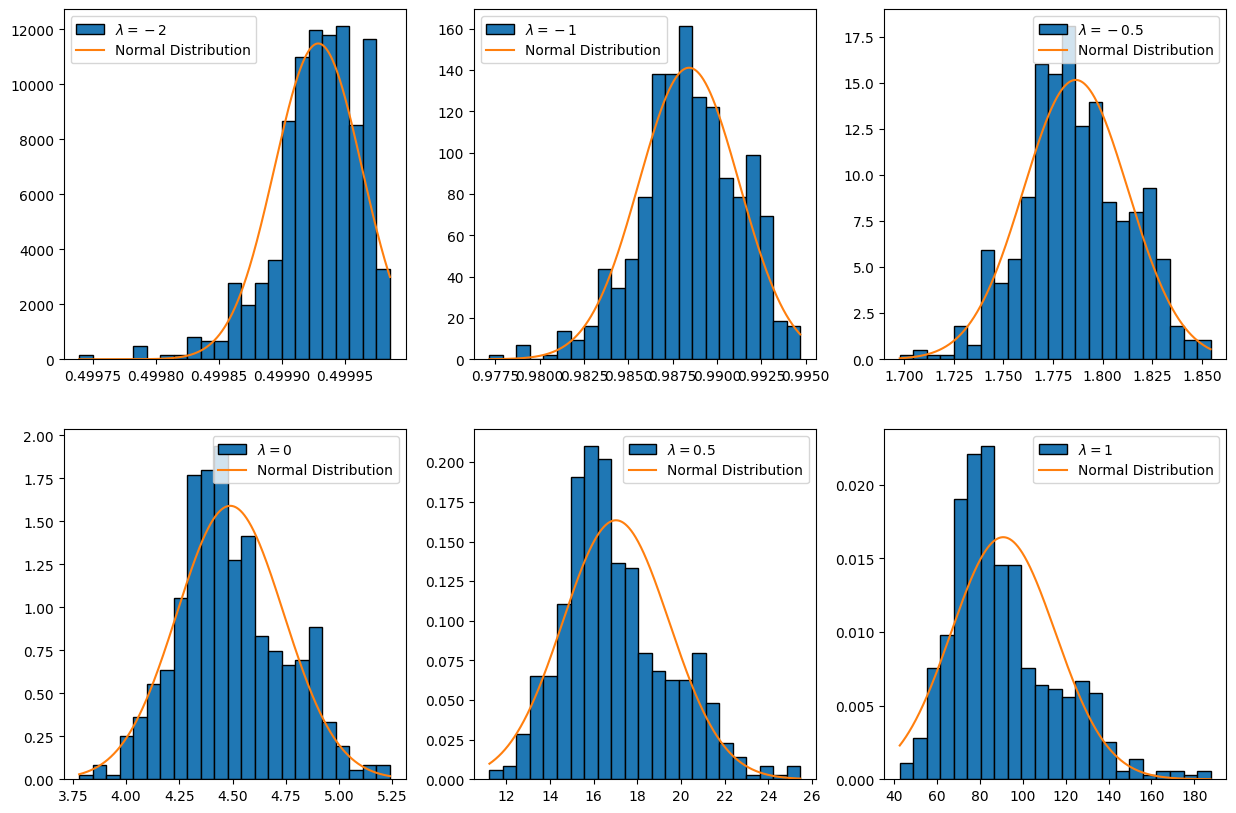 λ = −2
Normal Distribution
12000
10000
8000
6000
4000
2000
0
0.49975 0.49980 0.49985 0.49990 0.49995
λ = −1
Normal Distribution
160
140
120
100
80
60
40
20
0
0.9775 0.9800 0.9825 0.9850 0.9875 0.9900 0.9925 0.9950
λ = −0.5
Normal Distribution
17.5
15.0
12.5
10.0
7.5
5.0
2.5
0.0
1.700 1.725 1.750 1.775 1.800 1.825 1.850
λ = 0
Normal Distribution
2.00
1.75
1.50
1.25
1.00
0.75
0.50
0.25
0.00
3.75 4.00 4.25 4.50 4.75 5.00 5.25
λ = 0.5
Normal Distribution
0.200
0.175
0.150
0.125
0.100
0.075
0.050
0.025
0.000
12 14 16 18 20 22 24 26
λ = 1
Normal Distribution
0.020
0.015
0.010
0.005
0.000
40 60 80 100 120 140 160 180